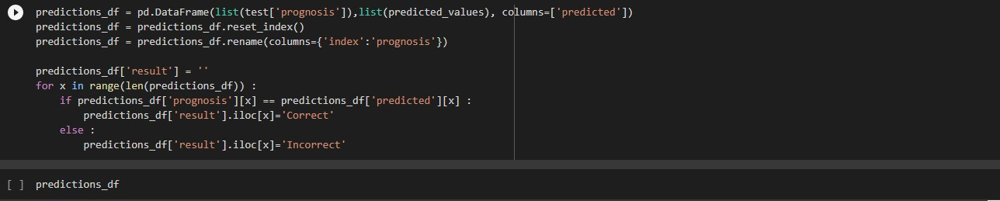 predictions_df = pd.DataFrame(list(test['prognosis']),list(predicted_values), columns=['predicted'])
predictions_df = predictions_df.reset_index()
predictions_df = predictions_df.rename(columns={'index':'prognosis'})
predictions_df['result'] = ''
for x in range(len(predictions_df)) :
    if predictions_df['prognosis'][x] == predictions_df['predicted'][x] :
        predictions_df['result'].iloc[x]='Correct'
    else :
        predictions_df['result'].iloc[x]='Incorrect'
[ ] predictions_df